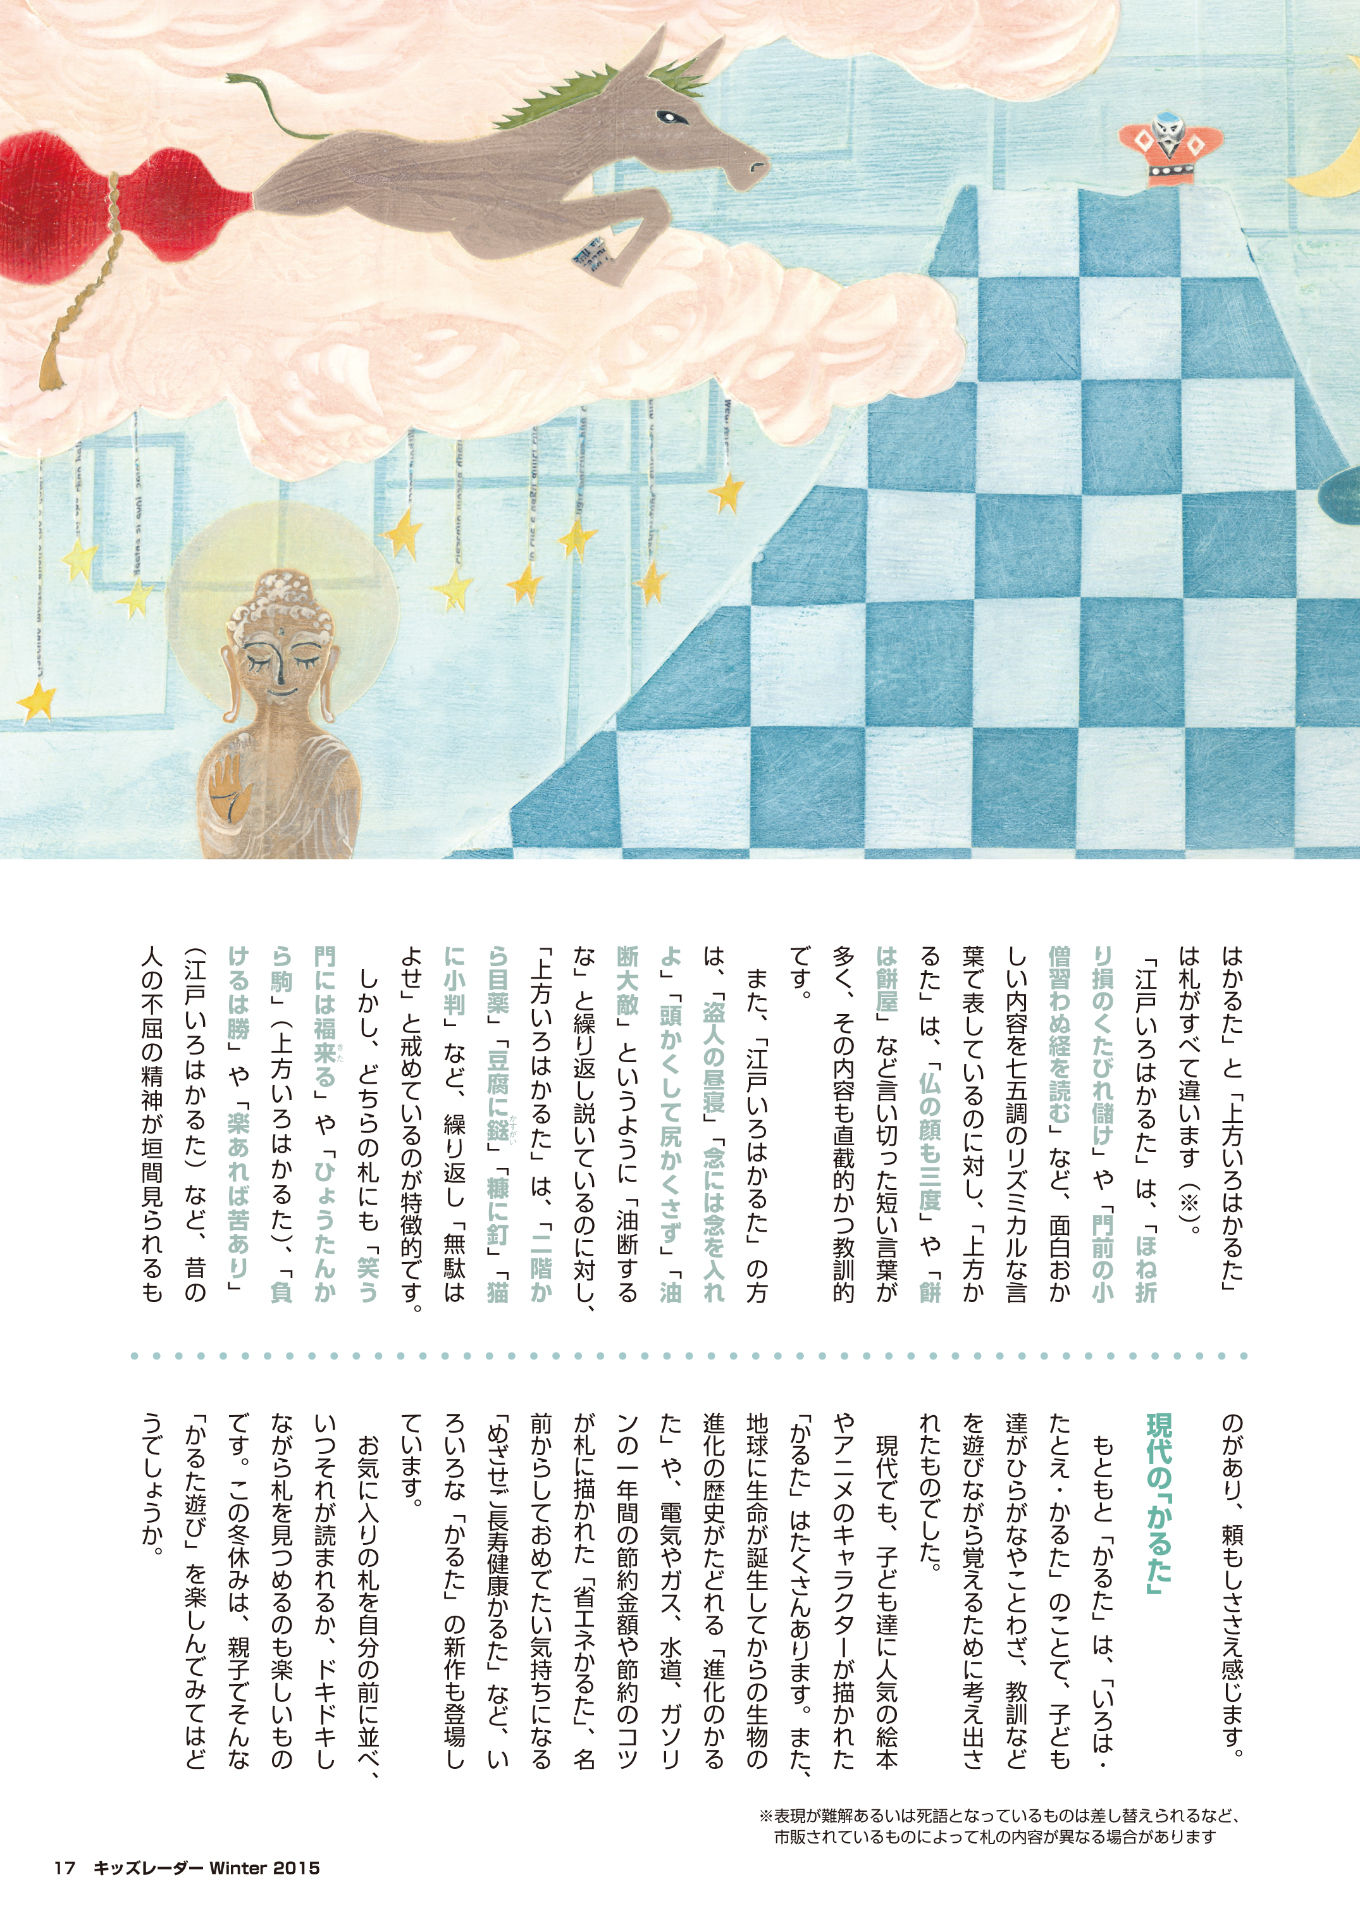 はかるた」と「上方いろはかるた」
は札がすべて違います（※）。
「江戸いろはかるた」は、「ほね折
り損のくたびれ儲け」や「門前の小
僧習わぬ経を読む」など、面白おか
しい内容を七五調のリズミカルな言
葉で表しているのに対し、「上方か
るた」は、「仏の顔も三度」や「餅
は餅屋」など言い切った短い言葉が
多く、その内容も直截的かつ教訓的
です。
また、「江戸いろはかるた」の方
は、「盗人の昼寝」「念には念を入れ
よ」「頭かくして尻かくさず」「油
断大敵」というように「油断する
な」と繰り返し説いているのに対し、
「上方いろはかるた」は、「二階か
ら目薬」「豆腐に鎹」「糠に釘」「猫
かすがい
に小判」など、繰り返し「無駄は
よせ」と戒めているのが特徴的です。
しかし、どちらの札にも「笑う
門には福来る」や「ひょうたんか
きた
ら駒」（上方いろはかるた）、「負
けるは勝」や「楽あれば苦あり」
（江戸いろはかるた）など、昔の
人の不屈の精神が垣間見られるも
のがあり、頼もしささえ感じます。
現代の「かるた」
もともと「かるた」は、「いろは・
たとえ・かるた」のことで、子ども
達がひらがなやことわざ、教訓など
を遊びながら覚えるために考え出さ
れたものでした。
現代でも、子ども達に人気の絵本
やアニメのキャラクターが描かれた
「かるた」はたくさんあります。また、
地球に生命が誕生してからの生物の
進化の歴史がたどれる「進化のかる
た」や、電気やガス、水道、ガソリ
ンの一年間の節約金額や節約のコツ
が札に描かれた「省エネかるた」、名
前からしておめでたい気持ちになる
「めざせご長寿健康かるた」など、い
ろいろな「かるた」の新作も登場し
ています。
お気に入りの札を自分の前に並べ、
いつそれが読まれるか、ドキドキし
ながら札を見つめるのも楽しいもの
です。この冬休みは、親子でそんな
「かるた遊び」を楽しんでみてはど
うでしょうか。
※表現が難解あるいは死語となっているものは差し替えられるなど、
市販されているものによって札の内容が異なる場合があります
17 キッズレーダー Winter 2015